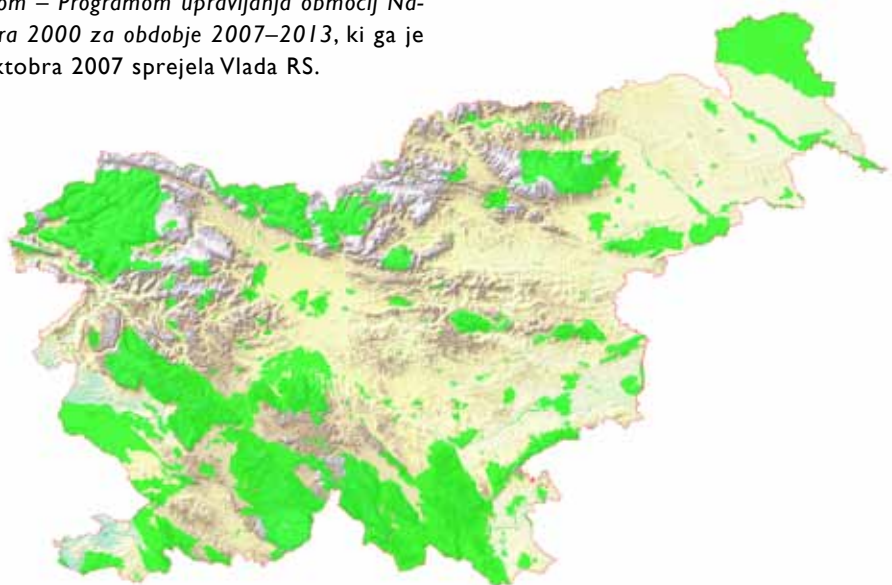 om – Programom upravljanja območij Na-
ra 2000 za obdobje 2007–2013, ki ga je
ktobra 2007 sprejela Vlada RS.